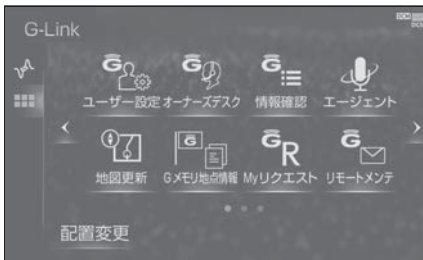 DCM
G-Link
ユーザー設定 オーナーズデスク 情報確認 エージェント
地図更新 Gメモリ地点情報 Myリクエスト リモートメンテ
配置変更